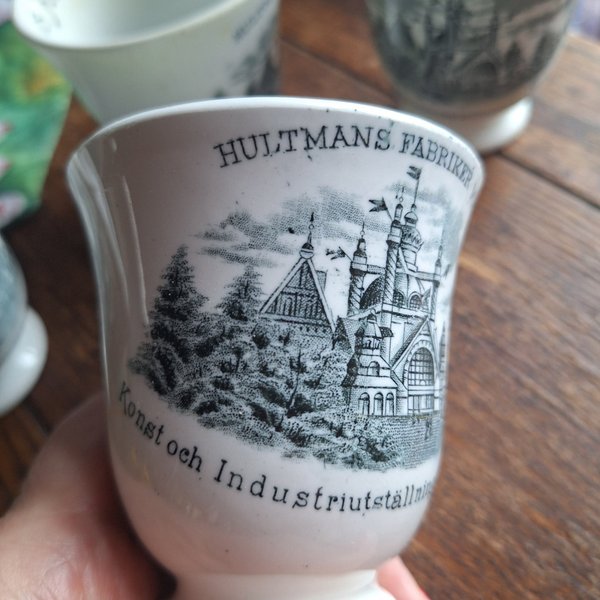 HULTMANS FABRIKER
Konst och Industriutställning